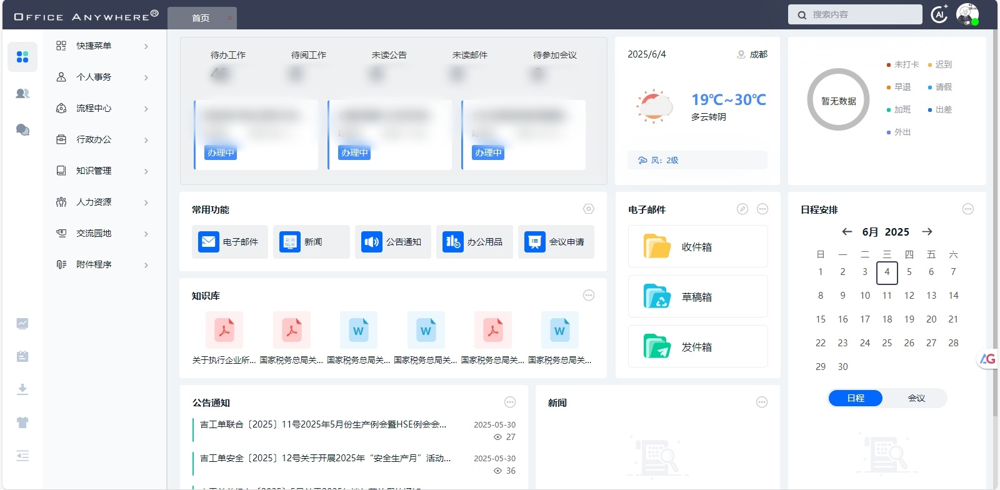 OFFICE ANYWHERE®
首页
搜索内容
AI
快捷菜单
个人事务
流程中心
行政办公
知识管理
人力资源
交流园地
附件程序
待办工作
待阅工作
未读公告
未读邮件
待参加会议
办理中
办理中
办理中
2025/6/4
成都
19℃~30℃
多云转阴
风：2级
暂无数据
未打卡
迟到
早退
请假
加班
出差
外出
常用功能
电子邮件
新闻
公告通知
办公用品
会议申请
知识库
关于执行企业所...
国家税务总局关...
国家税务总局关...
国家税务总局关...
国家税务总局关...
国家税务总局关...
电子邮件
收件箱
草稿箱
发件箱
日程安排
6月 2025
日 一 二 三 四 五 六
1 2 3 4 5 6 7
8 9 10 11 12 13 14
15 16 17 18 19 20 21
22 23 24 25 26 27 28
29 30
日程
会议
公告通知
吉工单联合〔2025〕11号2025年5月份生产例会暨HSE例会会...
2025-05-30
27
吉工单安全〔2025〕12号关于开展2025年“安全生产月”活动...
2025-05-30
36
新闻